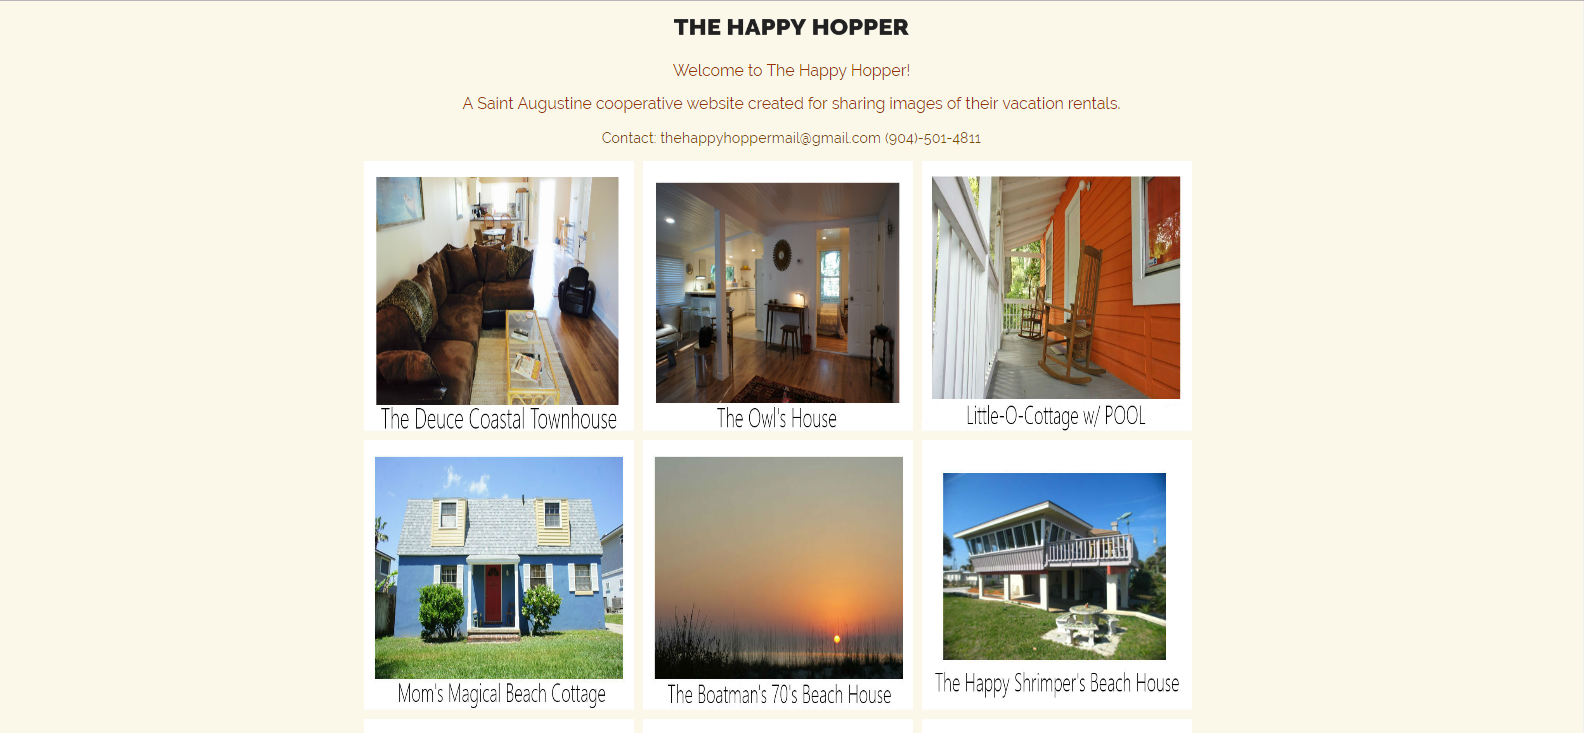 THE HAPPY HOPPER
Welcome to The Happy Hopper!
A Saint Augustine cooperative website created for sharing images of their vacation rentals.
Contact: thehappyhoppermail@gmail.com (904)-501-4811
The Deuce Coastal Townhouse
The Owl's House
Little-O-Cottage w/ POOL
Mom's Magical Beach Cottage
The Boatman's 70's Beach House
The Happy Shrimper's Beach House